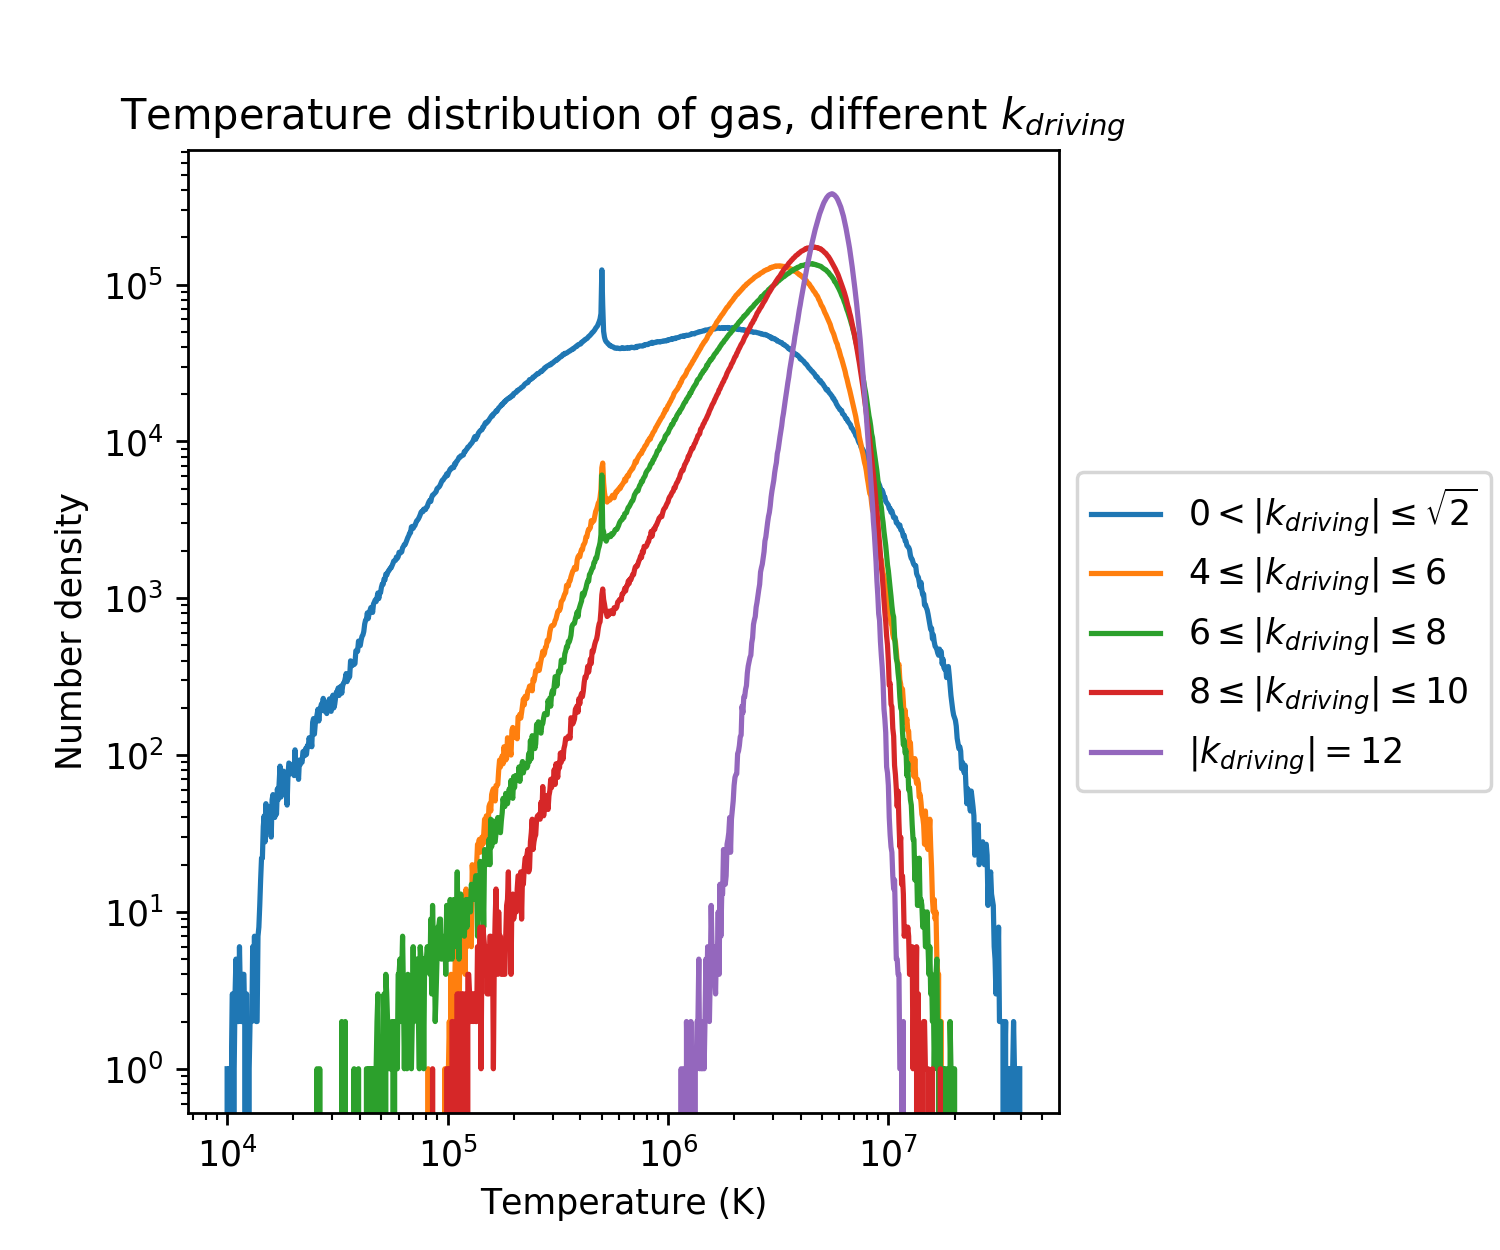 Temperature distribution of gas, different k_driving
Number density
10^5
10^4
10^3
10^2
10^1
10^0
10^4 10^5 10^6 10^7
Temperature (K)
0 < |k_driving| ≤ √2
4 ≤ |k_driving| ≤ 6
6 ≤ |k_driving| ≤ 8
8 ≤ |k_driving| ≤ 10
|k_driving| = 12